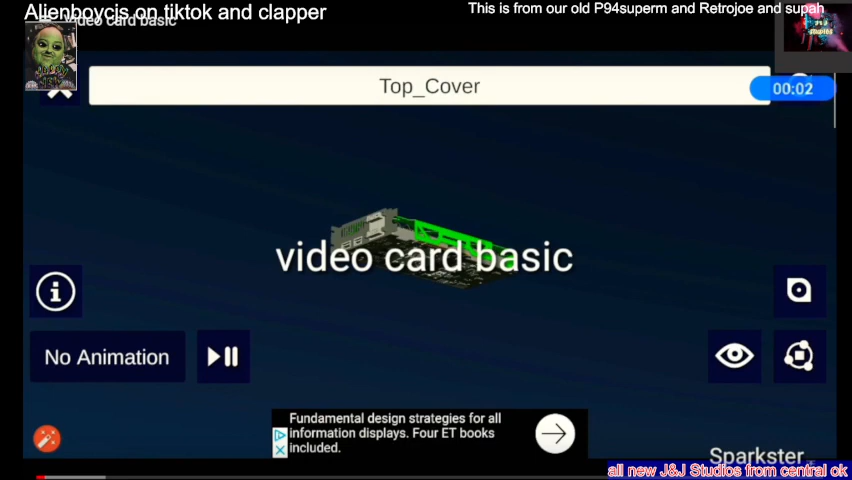 Alienboycjs on tiktok and clapper
This is from our old P94superm and Retrojoe and supah
video card basic
Top_Cover
00:02
video card basic
No Animation
Fundamental design strategies for all
information displays. Four ET books
included.
Sparkster
all new J&J Studios from central ok